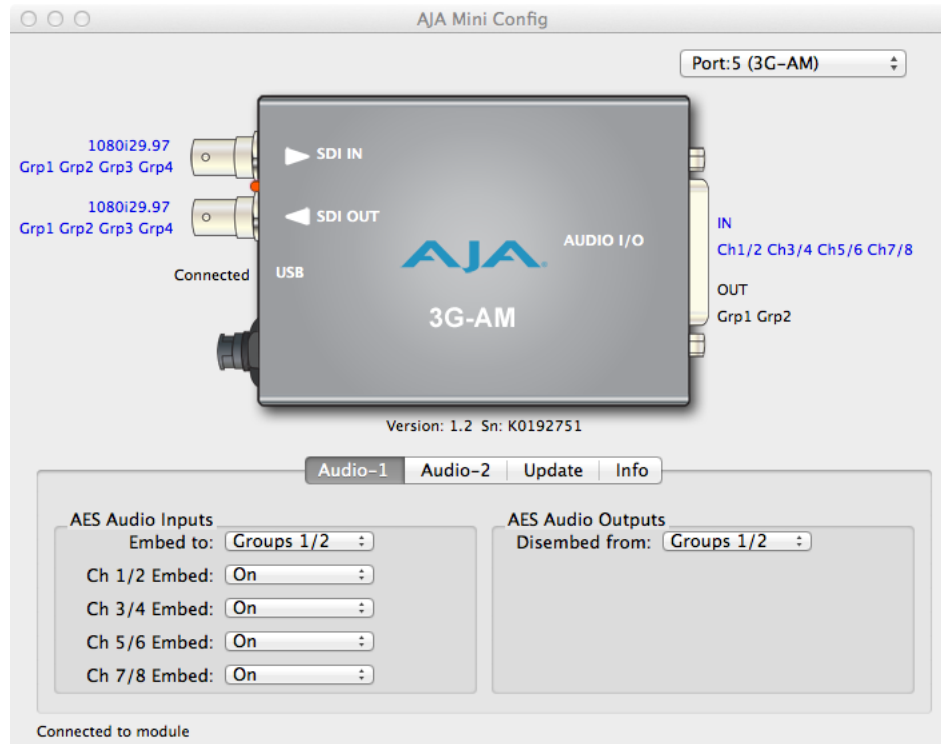 AJA Mini Config
Port:5 (3G-AM)
1080i29.97
Grp1 Grp2 Grp3 Grp4
SDI IN
1080i29.97
Grp1 Grp2 Grp3 Grp4
SDI OUT
Connected
USB
AJA
AUDIO I/O
3G-AM
IN
Ch1/2 Ch3/4 Ch5/6 Ch7/8
OUT
Grp1 Grp2
Version: 1.2 Sn: K0192751
Audio-1 Audio-2 Update Info
AES Audio Inputs
Embed to: Groups 1/2
Ch 1/2 Embed: On
Ch 3/4 Embed: On
Ch 5/6 Embed: On
Ch 7/8 Embed: On
AES Audio Outputs
Disembed from: Groups 1/2
Connected to module